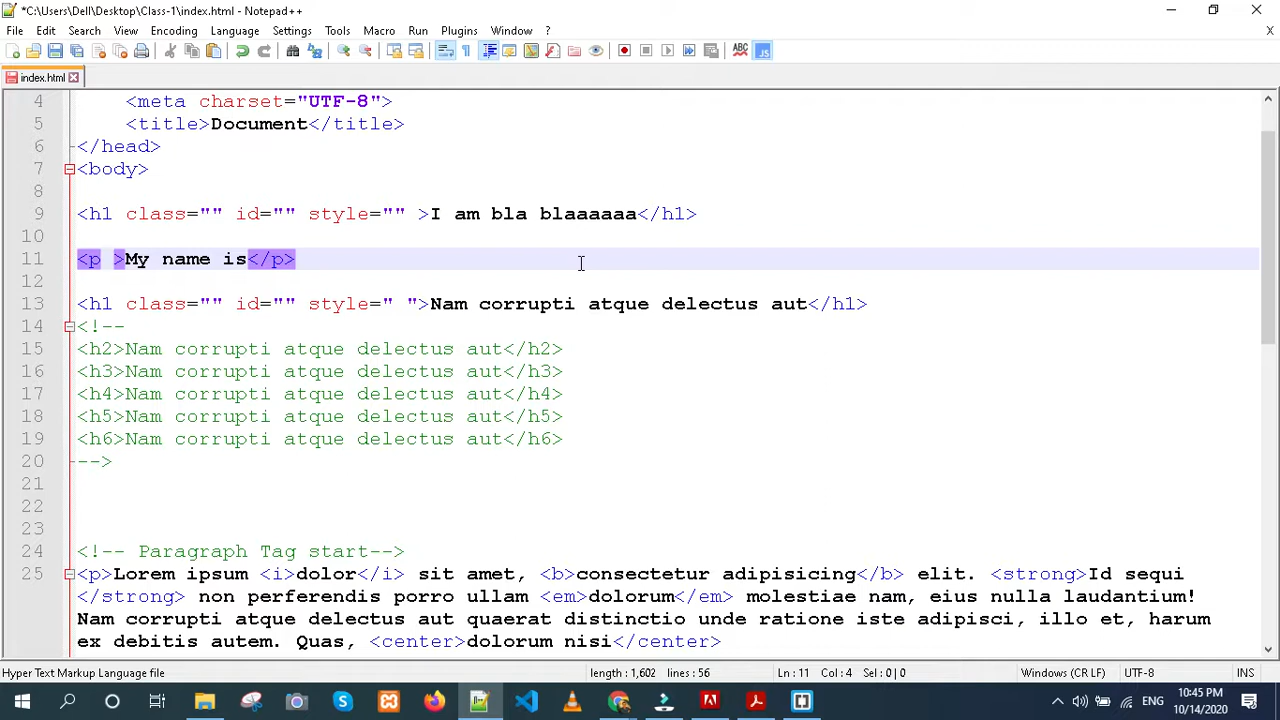 *C:\Users\Dell\Desktop\Class-1\index.html - Notepad++
File Edit Search View Encoding Language Settings Tools Macro Run Plugins Window ? X
index.html
4 <meta charset="UTF-8">
5 <title>Document</title>
6 </head>
7 <body>
8
9 <h1 class="" id="" style="" >I am bla blaaaaaa</h1>
10
11 <p >My name is</p>
12
13 <h1 class="" id="" style=" ">Nam corrupti atque delectus aut</h1>
14 <!--
15 <h2>Nam corrupti atque delectus aut</h2>
16 <h3>Nam corrupti atque delectus aut</h3>
17 <h4>Nam corrupti atque delectus aut</h4>
18 <h5>Nam corrupti atque delectus aut</h5>
19 <h6>Nam corrupti atque delectus aut</h6>
20 -->
21
22
23
24 <!-- Paragraph Tag start-->
25 <p>Lorem ipsum <i>dolor</i> sit amet, <b>consectetur adipisicing</b> elit. <strong>Id sequi
</strong> non perferendis porro ullam <em>dolorum</em> molestiae nam, eius nulla laudantium!
Nam corrupti atque delectus aut quaerat distinctio unde ratione iste adipisci, illo et, harum
ex debitis autem. Quas, <center>dolorum nisi</center>
Hyper Text Markup Language file length : 1,602 lines : 56 Ln : 11 Col : 4 Sel : 0 | 0 Windows (CR LF) UTF-8 INS
ENG
10:45 PM
10/14/2020